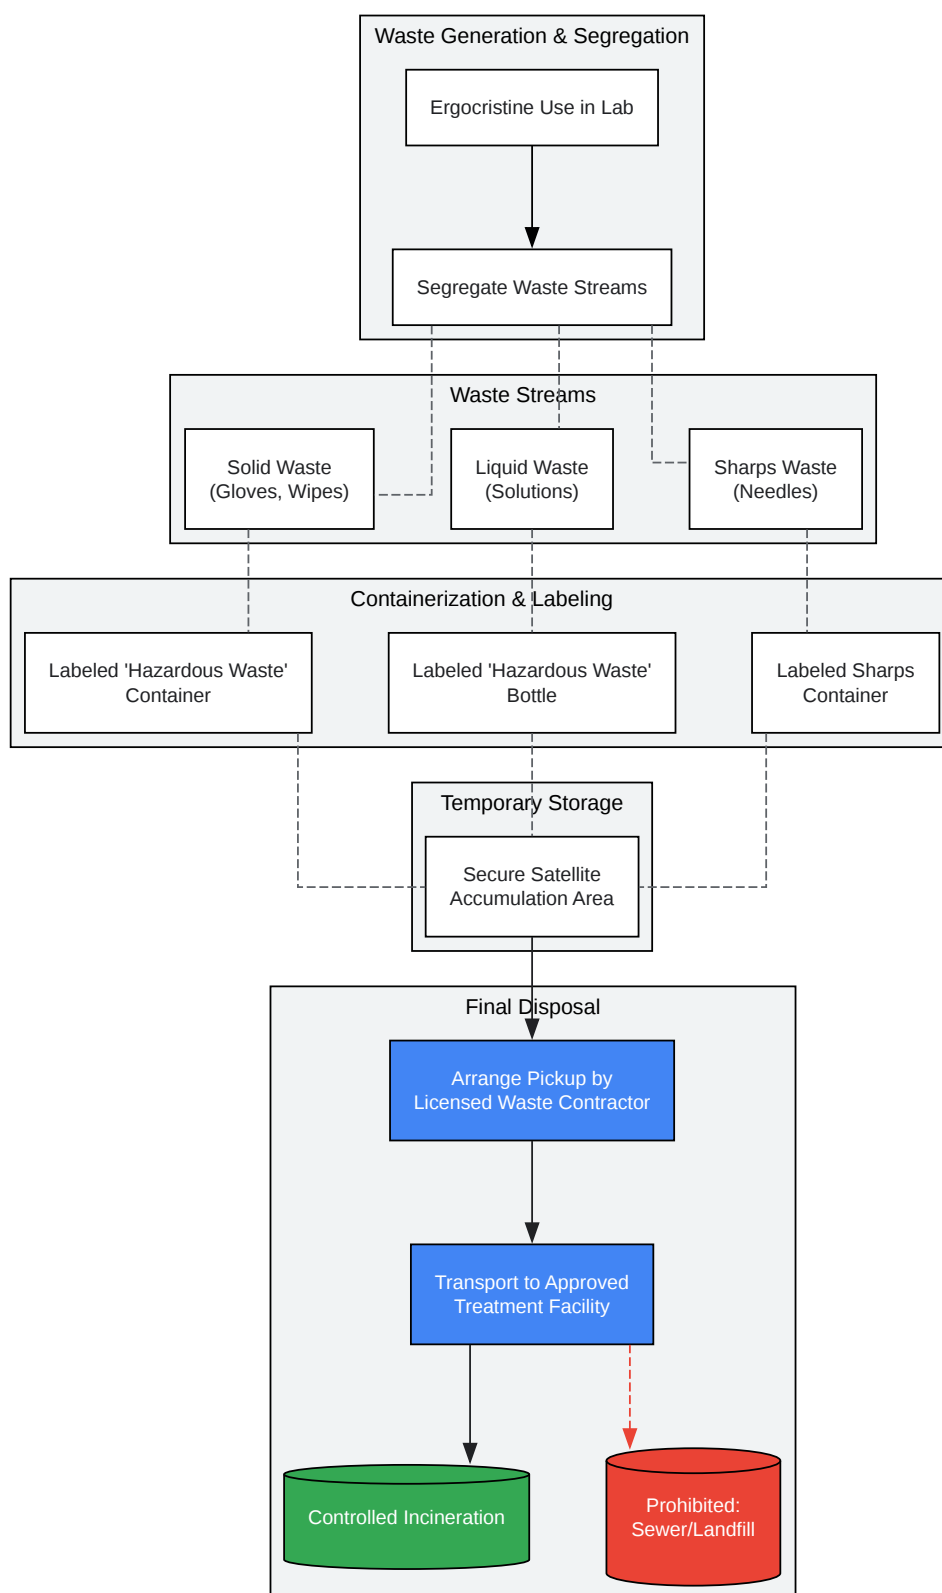 Waste Generation & Segregation
Ergocristine Use in Lab
Segregate Waste Streams
Waste Streams
Solid Waste
(Gloves, Wipes)
Liquid Waste
(Solutions)
Sharps Waste
(Needles)
Containerization & Labeling
Labeled 'Hazardous Waste'
Container
Labeled 'Hazardous Waste'
Bottle
Labeled Sharps
Container
Temporary Storage
Secure Satellite
Accumulation Area
Final Disposal
Arrange Pickup by
Licensed Waste Contractor
Transport to Approved
Treatment Facility
Controlled Incineration
Prohibited:
Sewer/Landfill